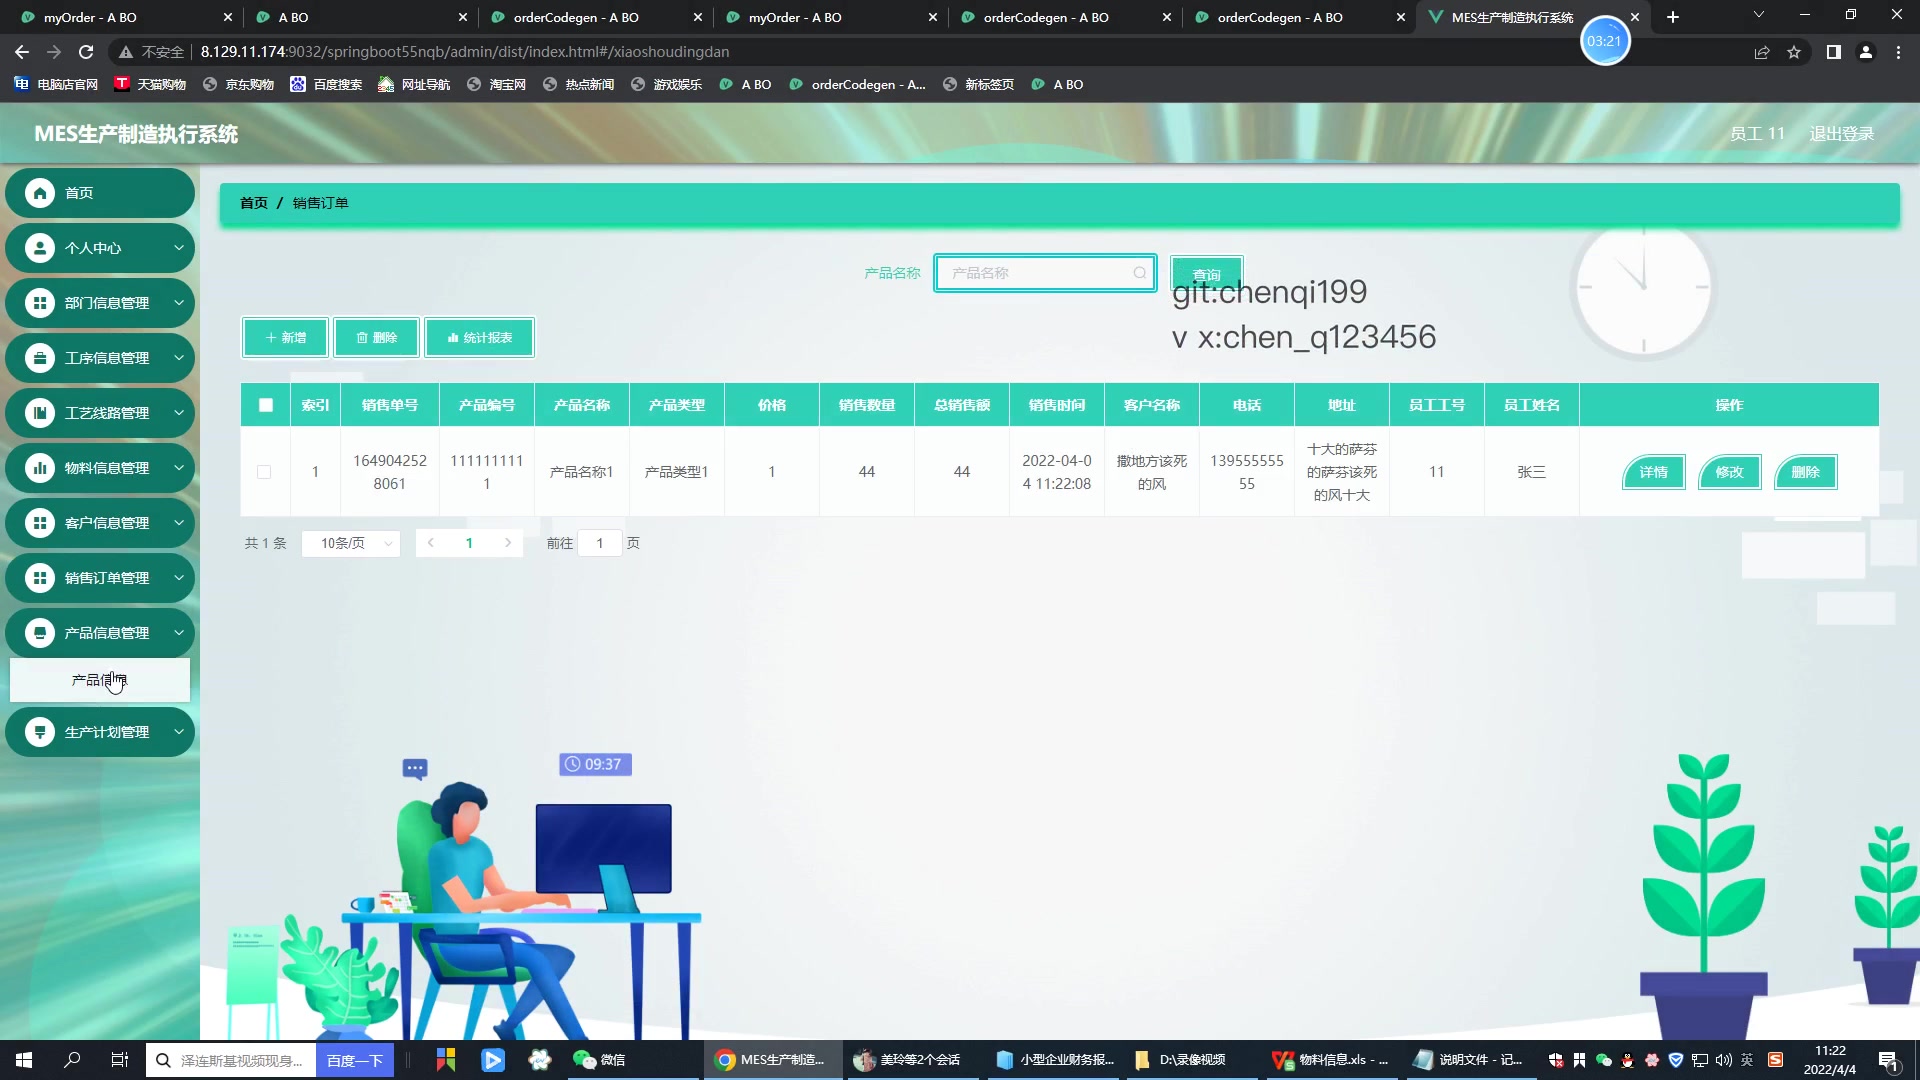 myOrder - A BO
A BO
orderCodegen - A BO
myOrder - A BO
orderCodegen - A BO
orderCodegen - A BO
MES生产制造执行系统
03:21
不安全
8.129.11.174:9032/springboot55nqb/admin/dist/index.html#/xiaoshoudingdan
电脑店官网
天猫购物
京东购物
百度搜索
网址导航
淘宝网
热点新闻
游戏娱乐
A BO
orderCodegen - A...
新标签页
A BO
MES生产制造执行系统
员工 11
退出登录
首页
个人中心
部门信息管理
工序信息管理
工艺线路管理
物料信息管理
客户信息管理
销售订单管理
产品信息管理
产品信息
生产计划管理
首页 / 销售订单
产品名称
产品名称
查询
git:chenqi199
v x:chen_q123456
新增
删除
统计报表
索引 销售单号 产品编号 产品名称 产品类型 价格 销售数量 总销售额 销售时间 客户名称 电话 地址 员工工号 员工姓名 操作
1
164904252
8061
111111111
1
产品名称1
产品类型1
1
44
44
2022-04-0
4 11:22:08
撒地方该死
的风
139555555
55
十大的萨芬
的萨芬该死
的风十大
11
张三
详情
修改
删除
共 1 条
10条/页
1
前往 1 页
09:37
泽连斯基视频现身...
百度一下
微信
MES生产制造...
美玲等2个会话
小型企业财务报...
D:\录像视频
物料信息.xls - ...
说明文件 - 记...
英
11:22
2022/4/4
1